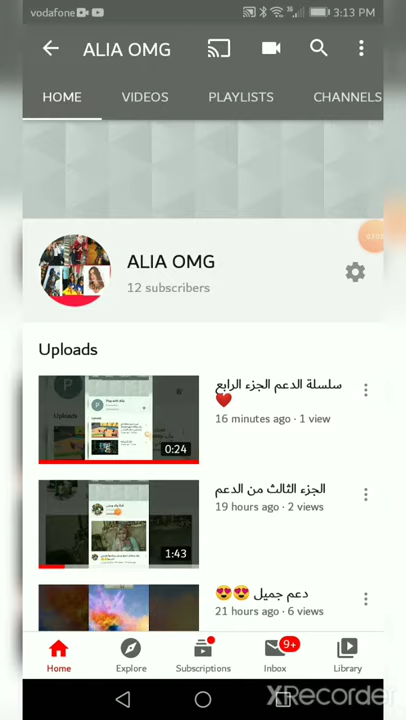 vodafone
3G
3:13 PM
ALIA OMG
HOME VIDEOS PLAYLISTS CHANNELS
ALIA OMG
12 subscribers
Uploads
سلسلة الدعم الجزء الرابع
❤️
16 minutes ago · 1 view
0:24
الجزء الثالث من الدعم
19 hours ago · 2 views
1:43
دعم جميل 😍😍
21 hours ago · 6 views
Home Explore Subscriptions Inbox Library
9+
XRecorder